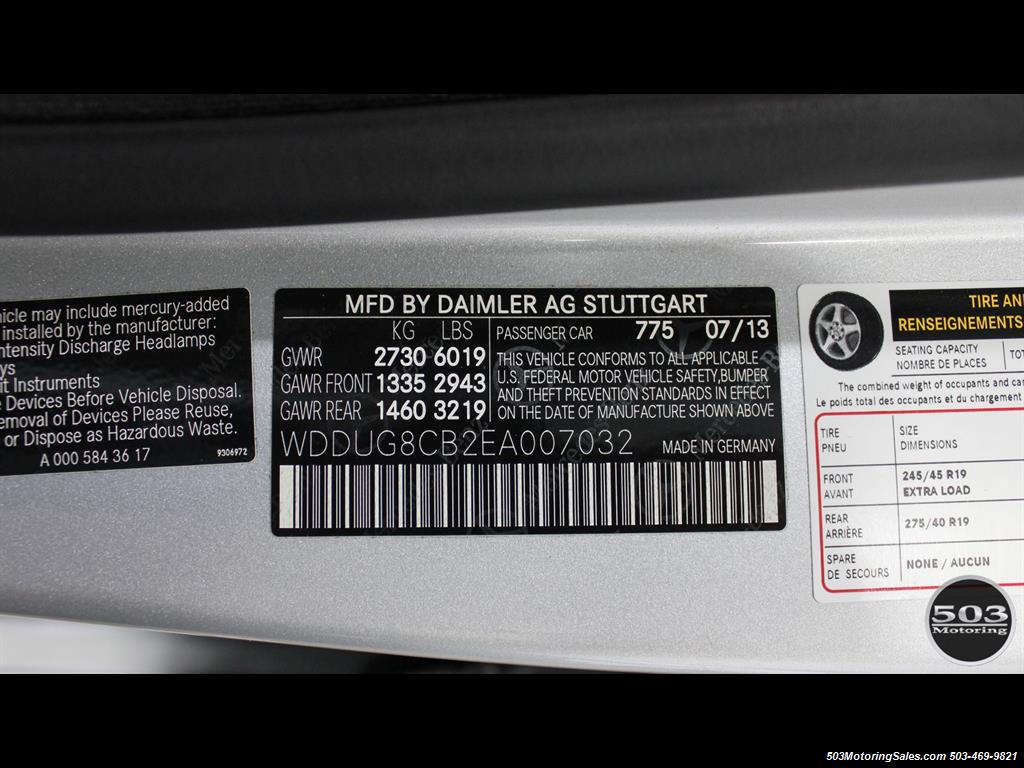 hicle may include mercury-added
installed by the manufacturer:
ntensity Discharge Headlamps
ys
it Instruments
e Devices Before Vehicle Disposal.
emoval of Devices Please Reuse,
or Dispose as Hazardous Waste.
A 000 584 36 17
9306972
MFD BY DAIMLER AG STUTTGART
KG LBS
GVWR 2730 6019
GAWR FRONT 1335 2943
GAWR REAR 1460 3219
PASSENGER CAR 775 07/13
THIS VEHICLE CONFORMS TO ALL APPLICABLE
U.S. FEDERAL MOTOR VEHICLE SAFETY,BUMPER
AND THEFT PREVENTION STANDARDS IN EFFECT
ON THE DATE OF MANUFACTURE SHOWN ABOVE
WDDUG8CB2EA007032 MADE IN GERMANY
TIRE AN
RENSEIGNEMENTS
SEATING CAPACITY
NOMBRE DE PLACES
TOT
The combined weight of occupants and car
Le poids total des occupants et du chargement
TIRE SIZE
PNEU DIMENSIONS
FRONT 245/45 R19
AVANT EXTRA LOAD
REAR 275/40 R19
ARRIÈRE
SPARE NONE / AUCUN
DE SECOURS
503
Motoring
503MotoringSales.com 503-469-9821